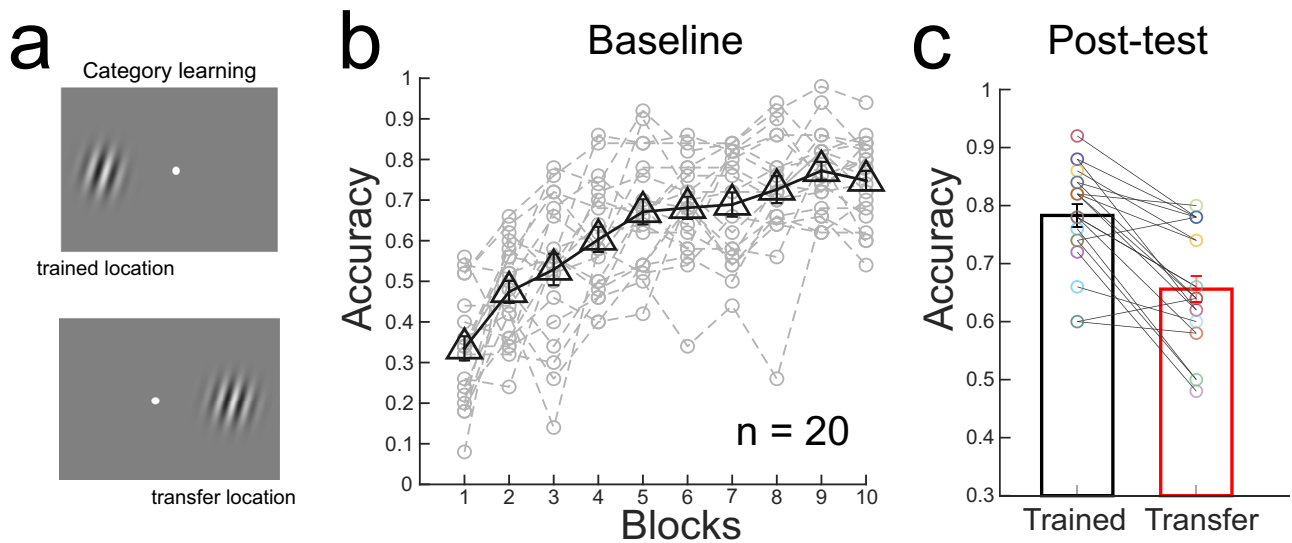 a
Category learning
trained location
transfer location
b
Baseline
Accuracy
1
0.9
0.8
0.7
0.6
0.5
0.4
0.3
0.2
0.1
0
n = 20
1 2 3 4 5 6 7 8 9 10
Blocks
c
Post-test
Accuracy
1
0.9
0.8
0.7
0.6
0.5
0.4
0.3
Trained Transfer